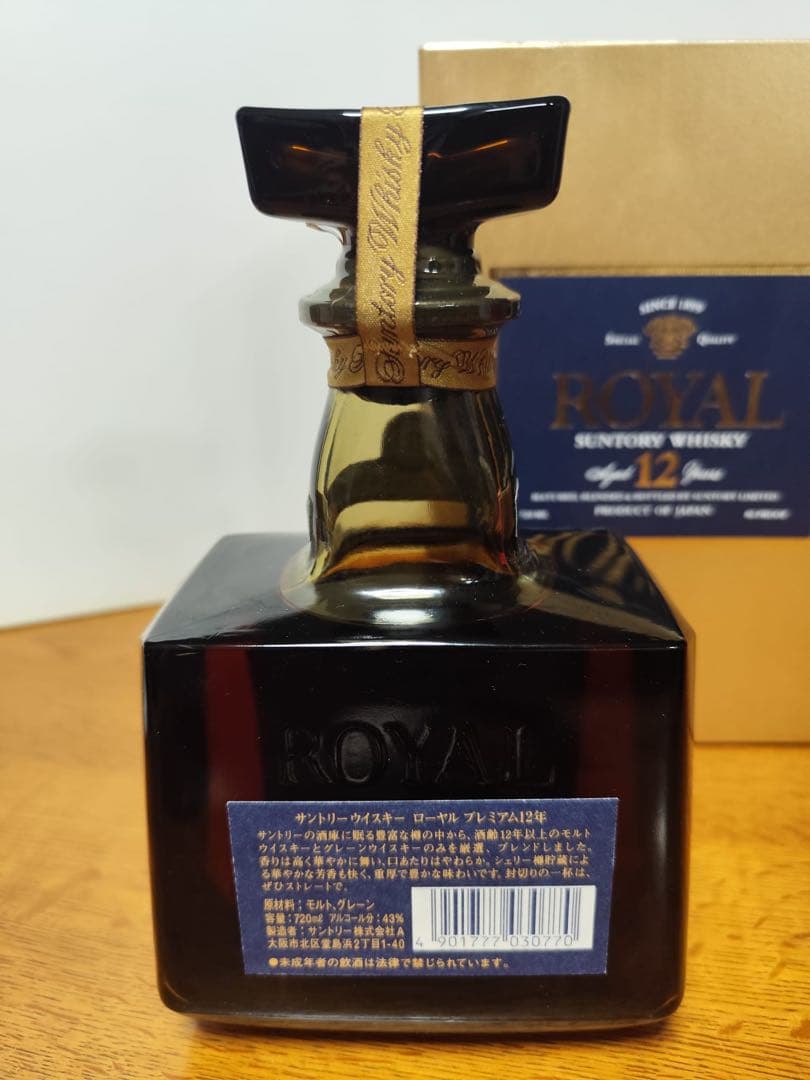 Suntory Whisky
SINCE 1899
SPECIAL QUALITY
ROYAL
SUNTORY WHISKY
Aged 12 Years
PRODUCT OF JAPAN
ROYAL
サントリーウイスキー ローヤル プレミアム12年
サントリーの酒庫に眠る豊富な樽の中から、酒齢12年以上のモルト
ウイスキーとグレーンウイスキーのみを厳選、ブレンドしました。
香りは高く華やかに舞い、口あたりはやわらか。シェリー樽貯蔵によ
る華やかな芳香も快く、重厚で豊かな味わいです。封切りの一杯は、
ぜひストレートで。
原材料：モルト、グレーン
容量：720ml アルコール分：43%
製造者：サントリー株式会社A
大阪市北区堂島浜2丁目1-40
4 901777 030770
●未成年者の飲酒は法律で禁じられています。